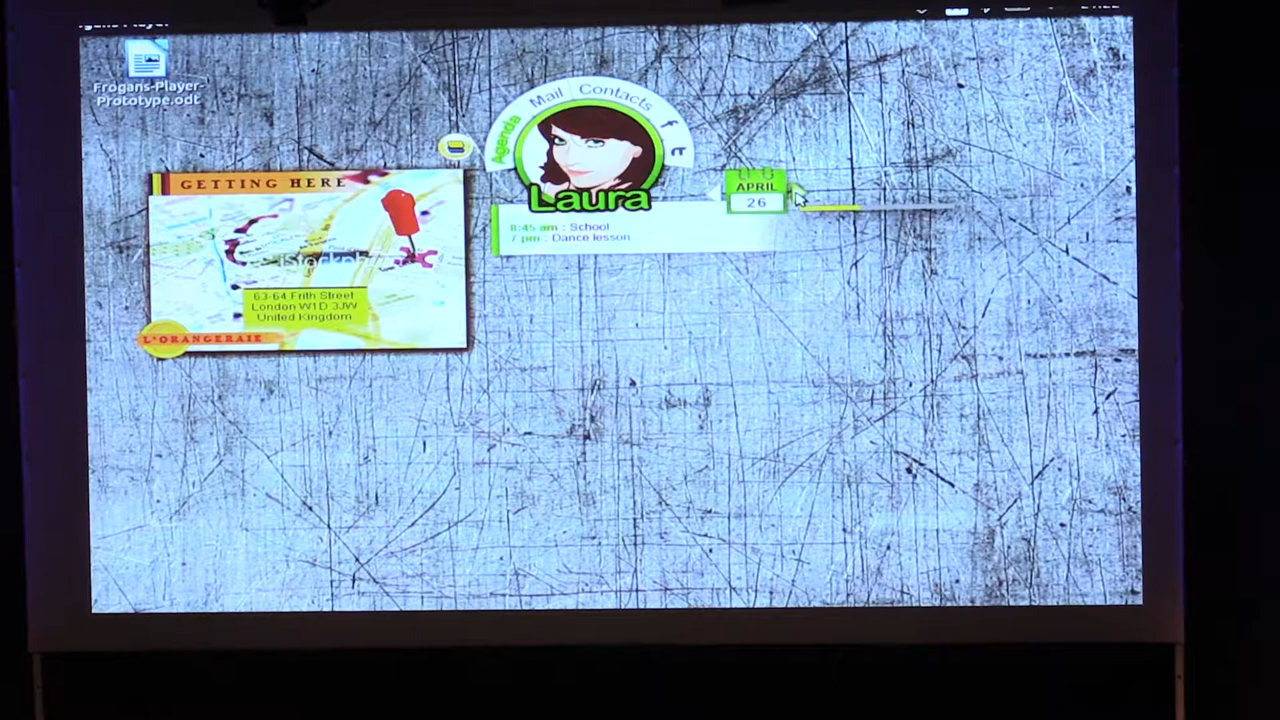 Frogans-Player-
Prototype.odt
Agenda
Mail
Contacts
f
Laura
GETTING HERE
APRIL
26
8:45 am : School
7 pm : Dance lesson
63-64 Frith Street
London W1D 3JW
United Kingdom
L'ORANGERAIE